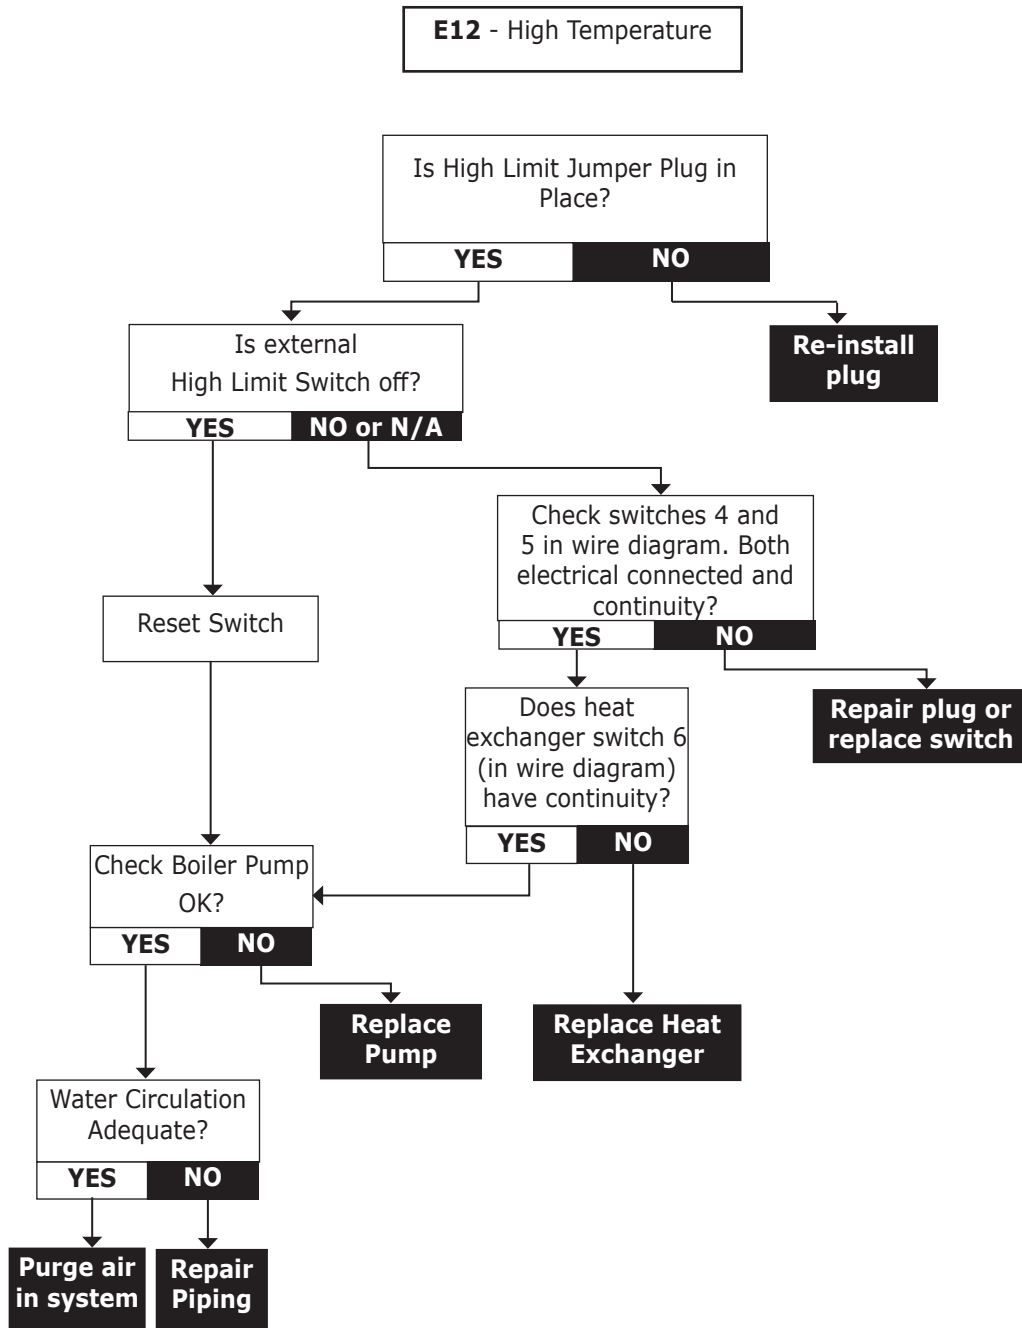 E12 - High Temperature
Is High Limit Jumper Plug in
Place?
YES
NO
Is external
High Limit Switch off?
YES
NO or N/A
Re-install
plug
Check switches 4 and
5 in wire diagram. Both
electrical connected and
continuity?
YES
NO
Reset Switch
Does heat
exchanger switch 6
(in wire diagram)
have continuity?
YES
NO
Repair plug or
replace switch
Check Boiler Pump
OK?
YES
NO
Replace
Pump
Replace Heat
Exchanger
Water Circulation
Adequate?
YES
NO
Purge air
in system
Repair
Piping